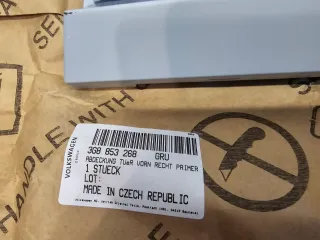 SEN
HANDLE WITH
VOLKSWAGEN
3G8 853 268 GRU
ABDECKUNG TUeR VORN RECHT PRIMER
1 STUECK
LOT:
MADE IN CZECH REPUBLIC